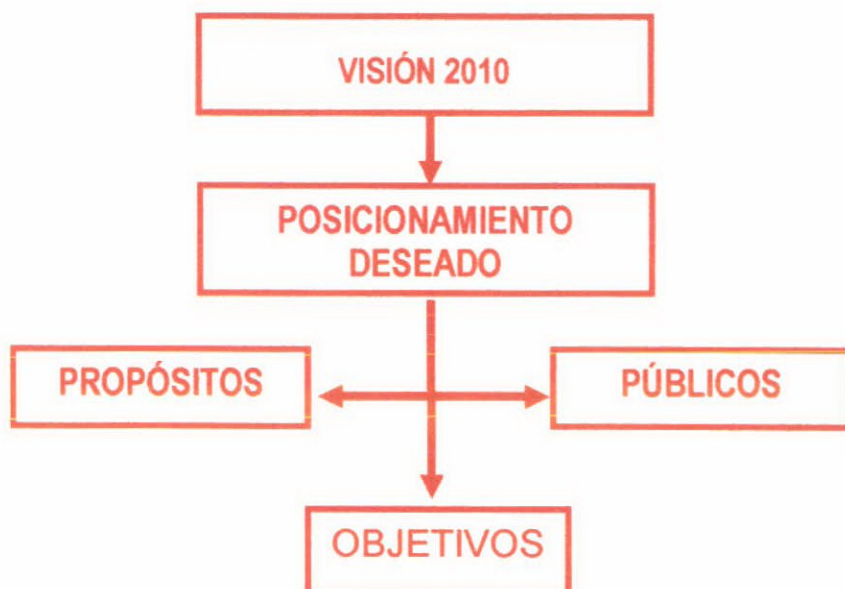 VISIÓN 2010
POSICIONAMIENTO
DESEADO
PROPÓSITOS
PÚBLICOS
OBJETIVOS